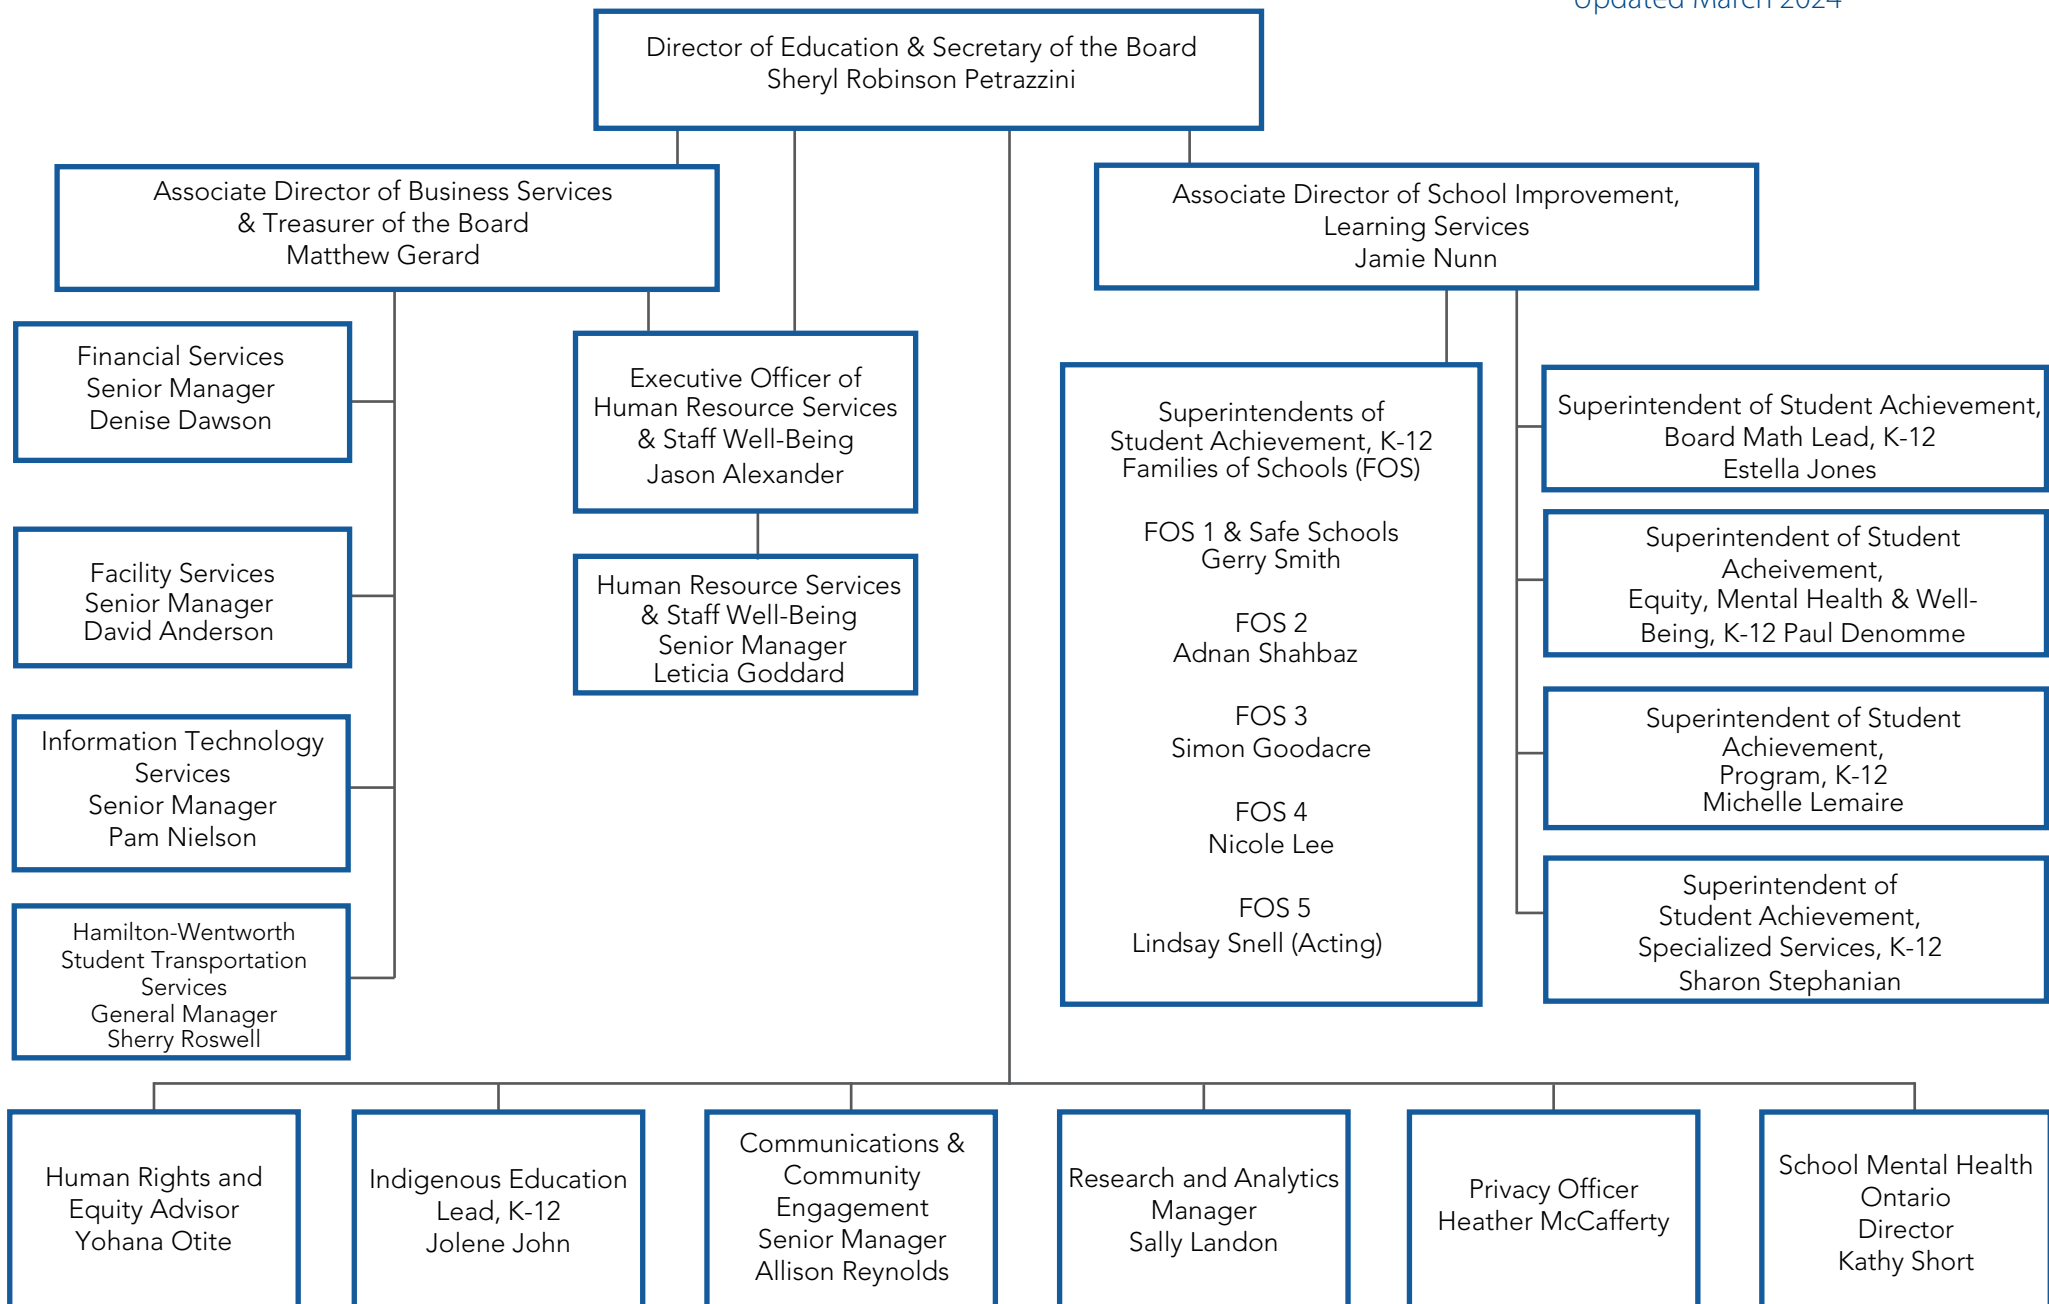 Updated March 2024
Director of Education & Secretary of the Board
Sheryl Robinson Petrazzini
Associate Director of Business Services
& Treasurer of the Board
Matthew Gerard
Associate Director of School Improvement,
Learning Services
Jamie Nunn
Financial Services
Senior Manager
Denise Dawson
Facility Services
Senior Manager
David Anderson
Information Technology
Services
Senior Manager
Pam Nielson
Hamilton-Wentworth
Student Transportation
Services
General Manager
Sherry Roswell
Executive Officer of
Human Resource Services
& Staff Well-Being
Jason Alexander
Human Resource Services
& Staff Well-Being
Senior Manager
Leticia Goddard
Superintendents of
Student Achievement, K-12
Families of Schools (FOS)
FOS 1 & Safe Schools
Gerry Smith
FOS 2
Adnan Shahbaz
FOS 3
Simon Goodacre
FOS 4
Nicole Lee
FOS 5
Lindsay Snell (Acting)
Superintendent of Student Achievement,
Board Math Lead, K-12
Estella Jones
Superintendent of Student
Acheivement,
Equity, Mental Health & Well-
Being, K-12 Paul Denomme
Superintendent of Student
Achievement,
Program, K-12
Michelle Lemaire
Superintendent of
Student Achievement,
Specialized Services, K-12
Sharon Stephanian
Human Rights and
Equity Advisor
Yohana Otite
Indigenous Education
Lead, K-12
Jolene John
Communications &
Community
Engagement
Senior Manager
Allison Reynolds
Research and Analytics
Manager
Sally Landon
Privacy Officer
Heather McCafferty
School Mental Health
Ontario
Director
Kathy Short